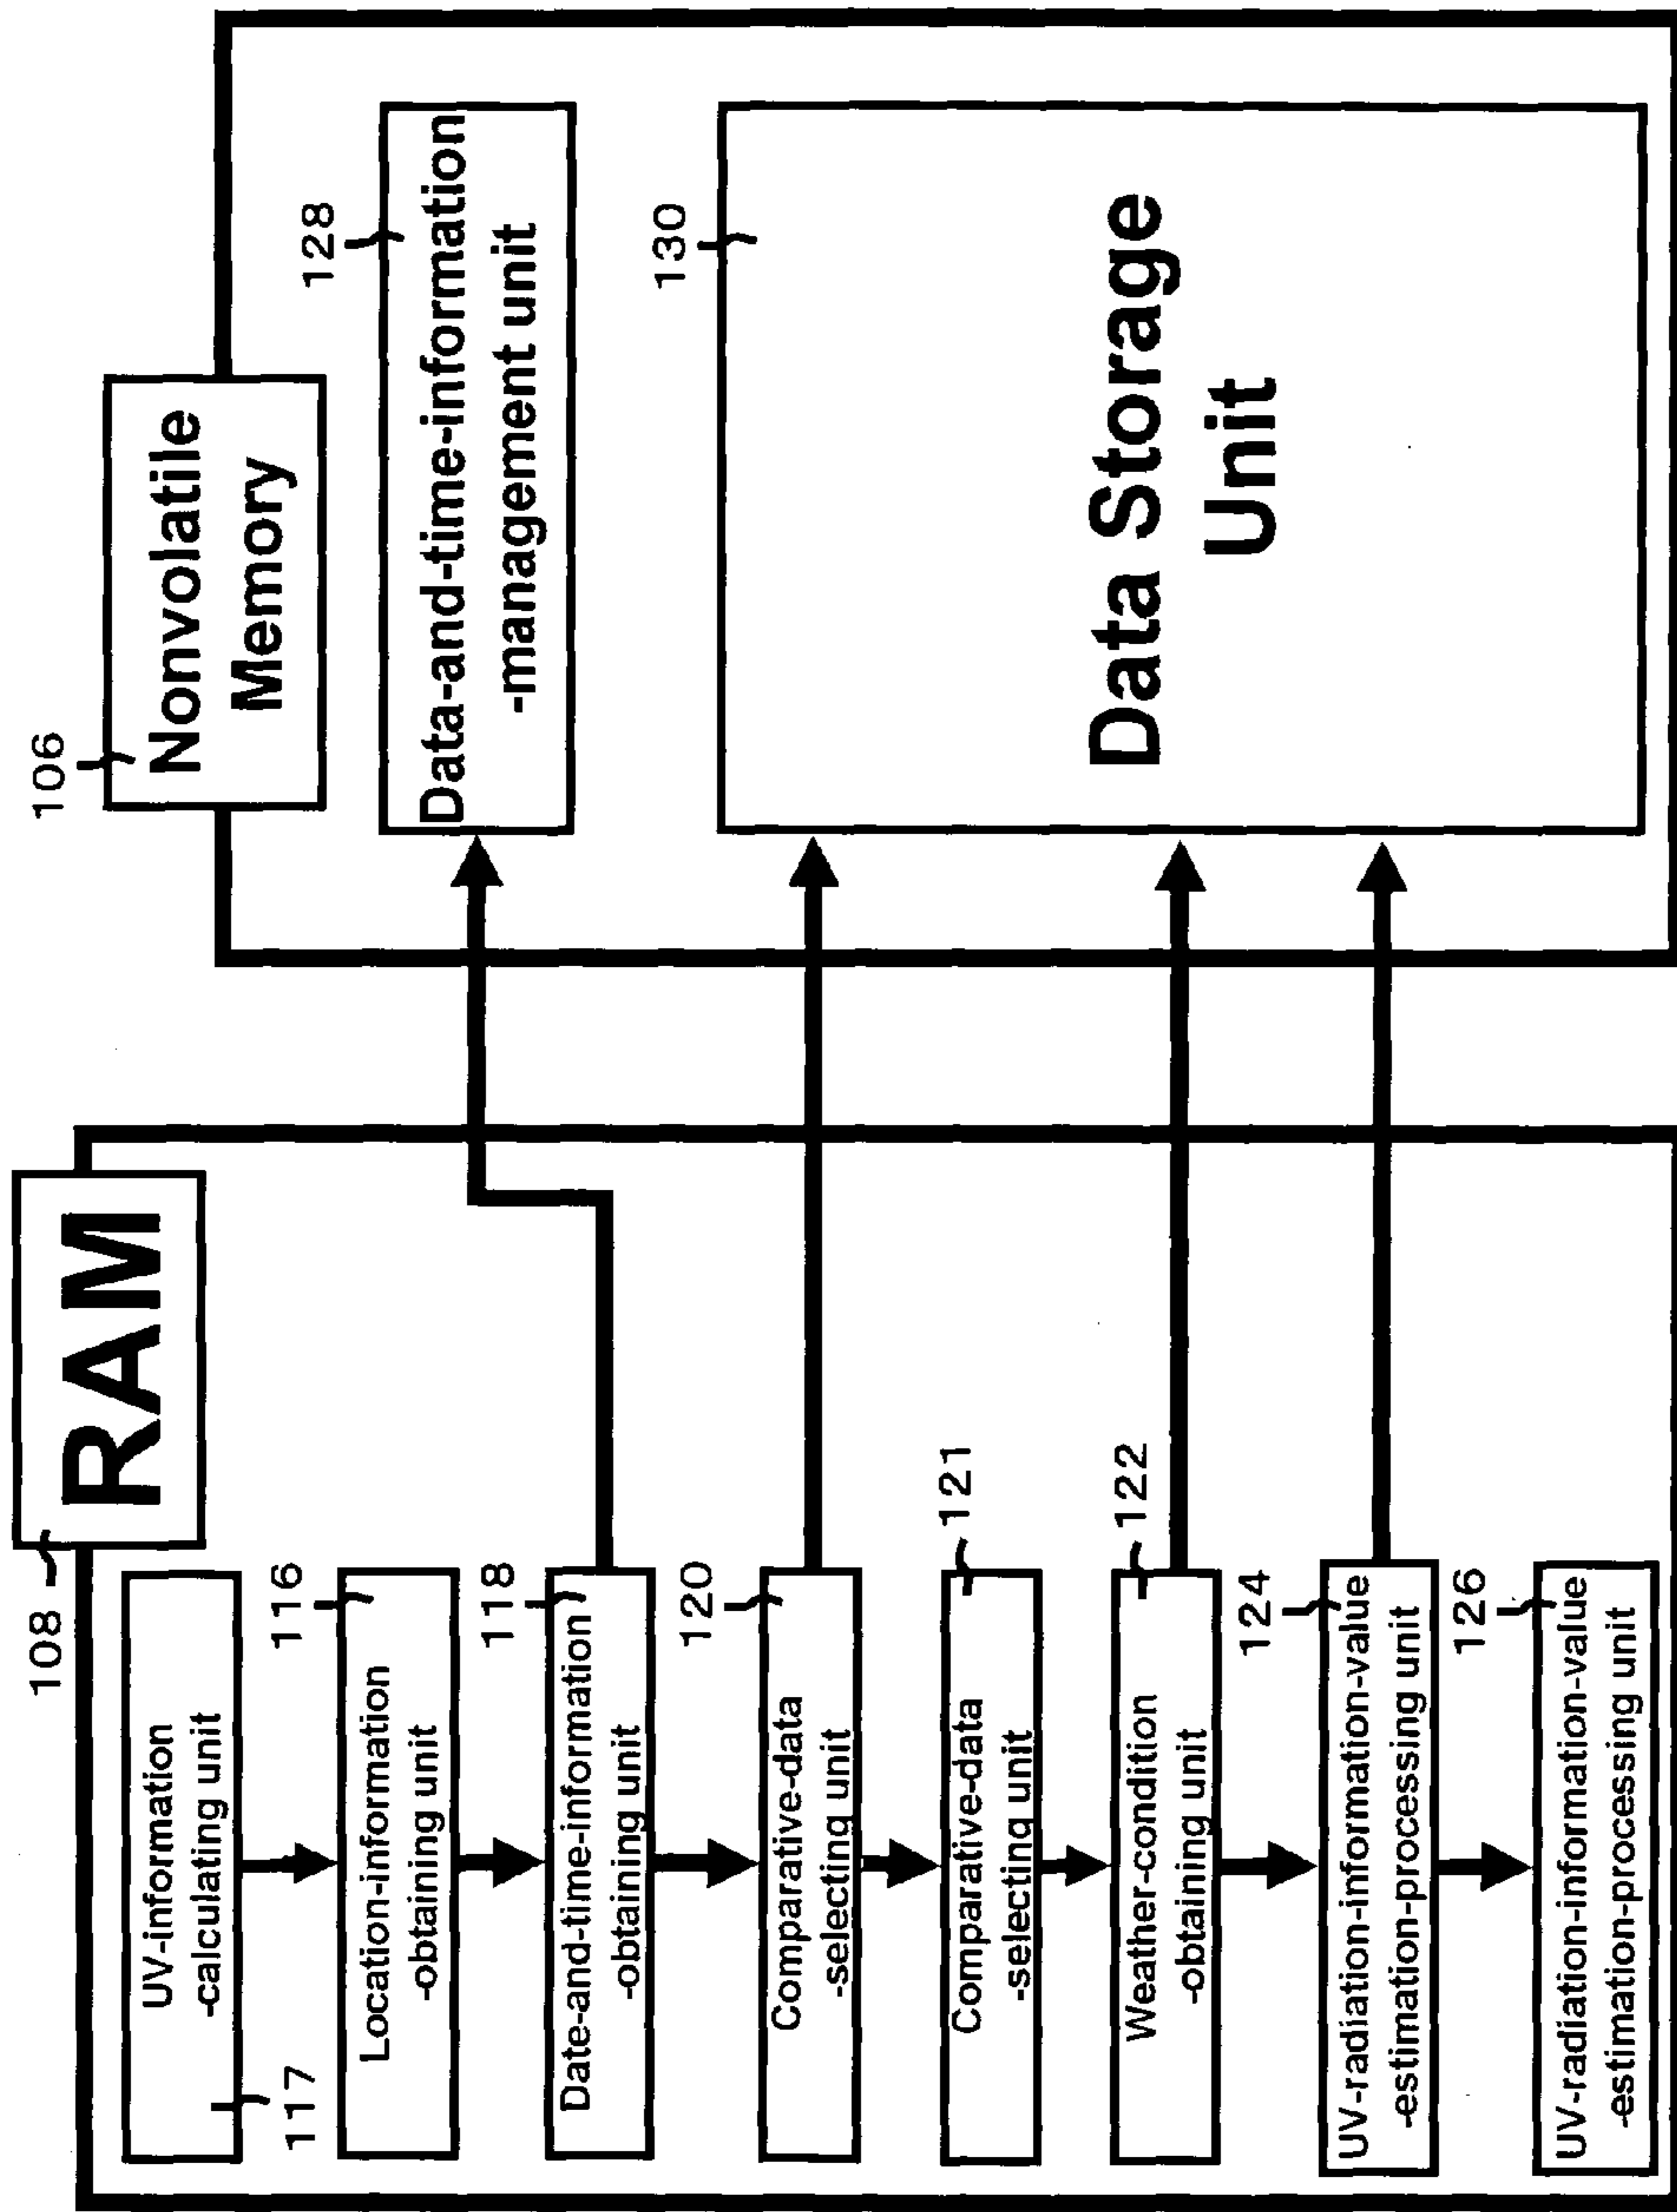 108
RAM
117
UV-information
-calculating unit
116
Location-information
-obtaining unit
118
Date-and-time-information
-obtaining unit
120
Comparative-data
-selecting unit
121
Comparative-data
-selecting unit
122
Weather-condition
-obtaining unit
124
UV-radiation-information-value
-estimation-processing unit
126
UV-radiation-information-value
-estimation-processing unit
106
Nonvolatile
Memory
128
Data-and-time-information
-management unit
130
Data Storage
Unit